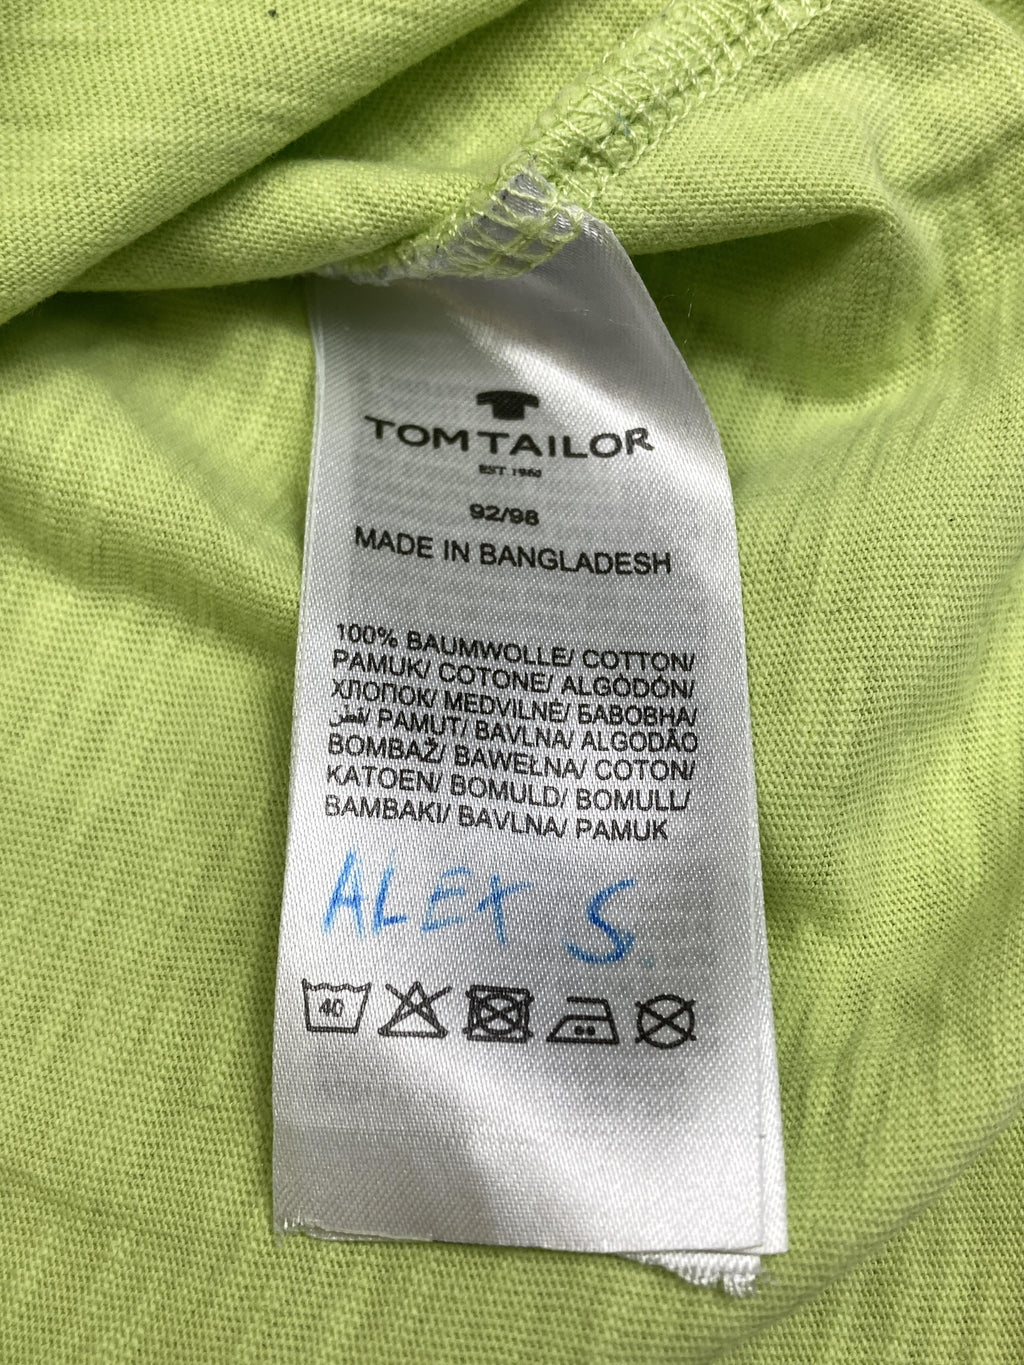 TOM TAILOR
EST 1962
92/98
MADE IN BANGLADESH
100% BAUMWOLLE/ COTTON/
PAMUK/ COTONE/ ALGODÓN/
ХЛОПОК/ MEDVILNĖ/ БАВОВНА/
قطن/ PAMUT/ BAVLNA/ ALGODÃO
BOMBAŽ/ BAWEŁNA/ COTON/
KATOEN/ BOMULD/ BOMULL/
BAMBAKI/ BAVLNA/ PAMUK
ALEX S.
40